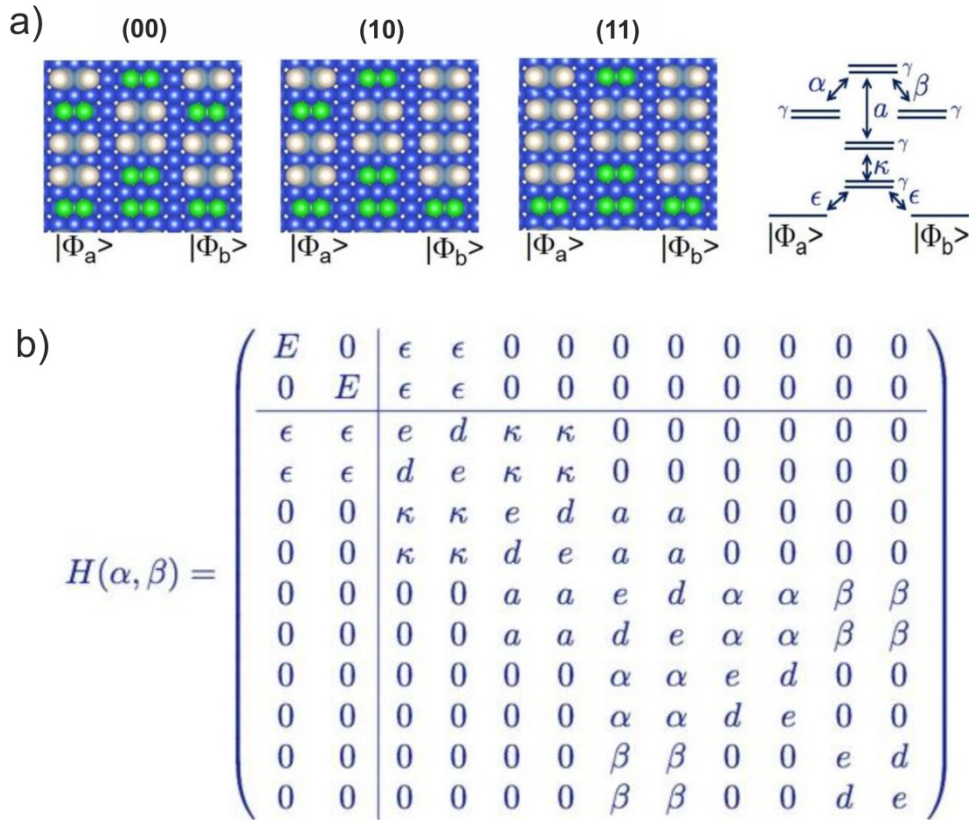 a)
(00) (10) (11)
|Φa> |Φb> |Φa> |Φb> |Φa> |Φb>
γ
α β
γ a γ
γ
κ
γ
ϵ ϵ
|Φa> |Φb>
b)
E 0 ϵ ϵ 0 0 0 0 0 0 0 0
0 E ϵ ϵ 0 0 0 0 0 0 0 0
ϵ ϵ e d κ κ 0 0 0 0 0 0
ϵ ϵ d e κ κ 0 0 0 0 0 0
0 0 κ κ e d a a 0 0 0 0
0 0 κ κ d e a a 0 0 0 0
H(α, β) =
0 0 0 0 a a e d α α β β
0 0 0 0 a a d e α α β β
0 0 0 0 0 0 α α e d 0 0
0 0 0 0 0 0 α α d e 0 0
0 0 0 0 0 0 β β 0 0 e d
0 0 0 0 0 0 β β 0 0 d e